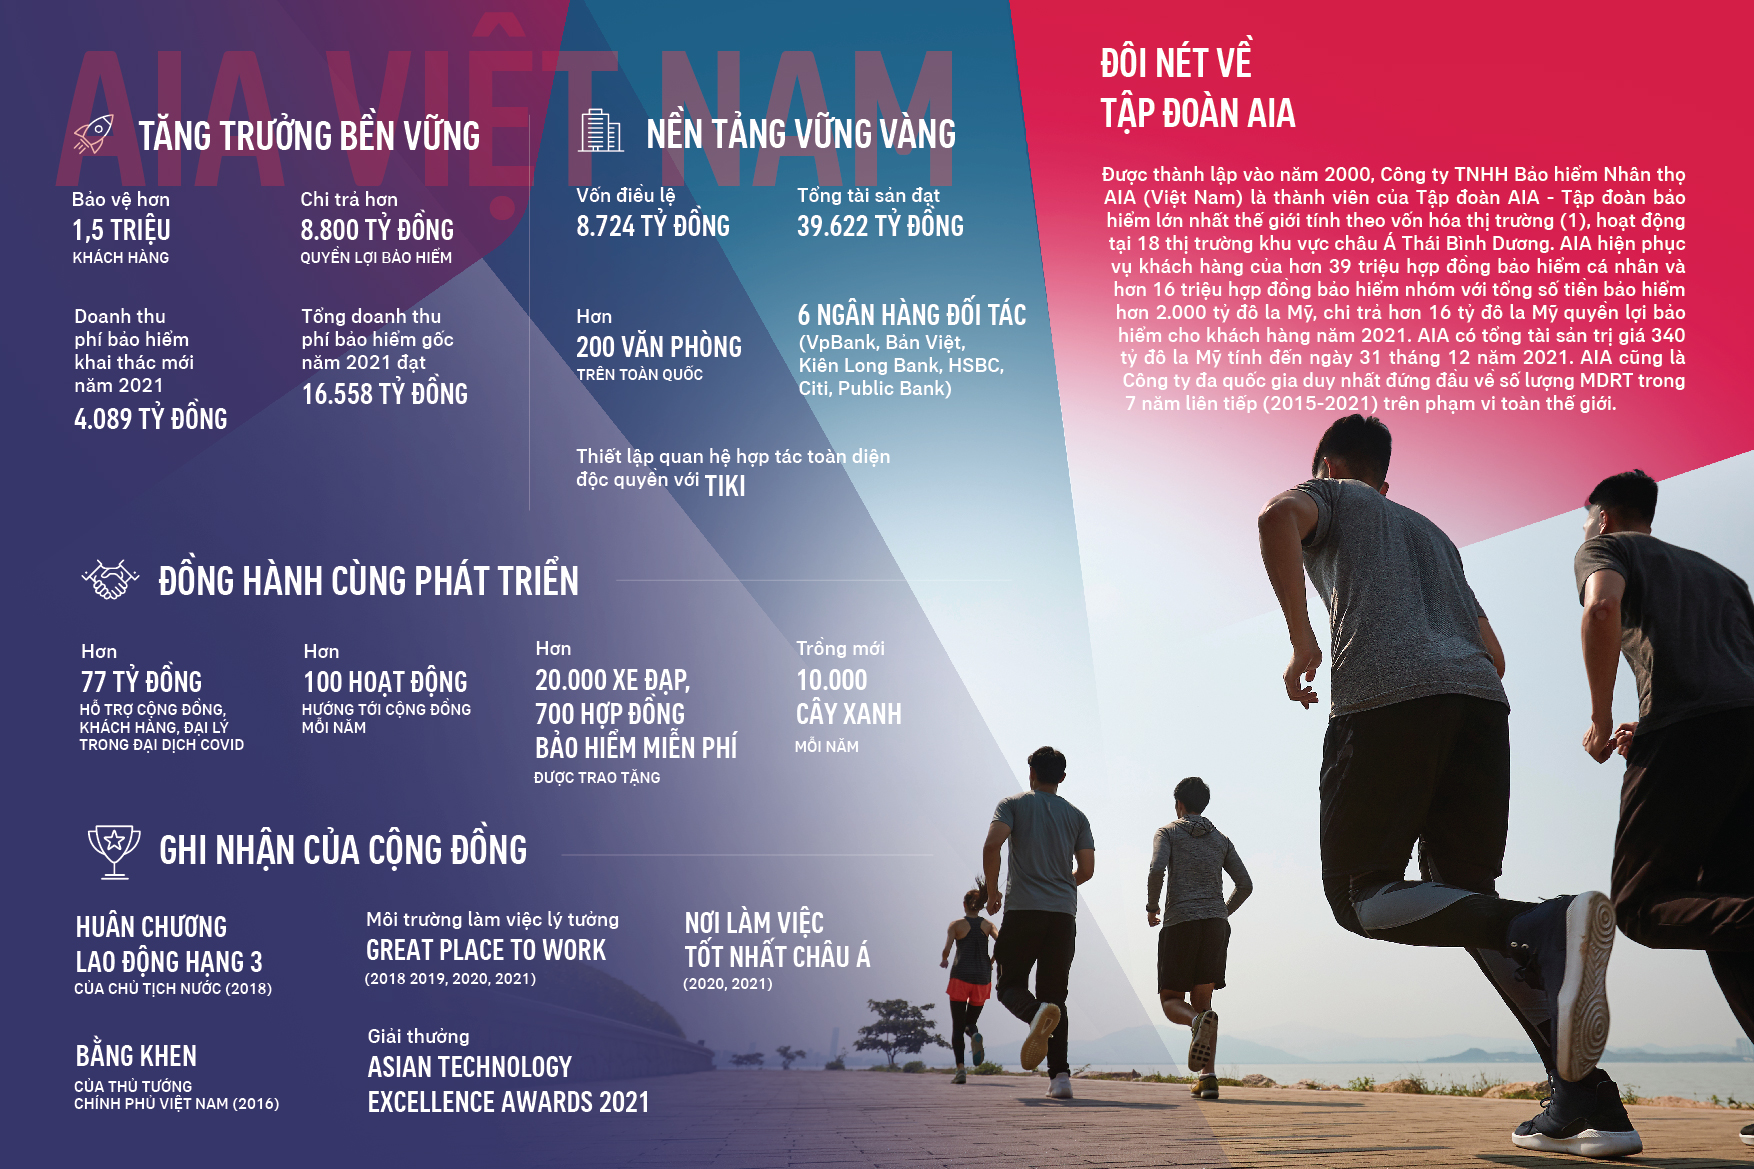 AIA VIỆT NAM
TĂNG TRƯỞNG BỀN VỮNG
Bảo vệ hơn
1,5 TRIỆU
KHÁCH HÀNG
Chi trả hơn
8.800 TỶ ĐỒNG
QUYỀN LỢI BẢO HIỂM
Doanh thu
phí bảo hiểm
khai thác mới
năm 2021
4.089 TỶ ĐỒNG
Tổng doanh thu
phí bảo hiểm gốc
năm 2021 đạt
16.558 TỶ ĐỒNG
NỀN TẢNG VỮNG VÀNG
Vốn điều lệ
8.724 TỶ ĐỒNG
Tổng tài sản đạt
39.622 TỶ ĐỒNG
Hơn
200 VĂN PHÒNG
TRÊN TOÀN QUỐC
6 NGÂN HÀNG ĐỐI TÁC
(VpBank, Bản Việt,
Kiên Long Bank, HSBC,
Citi, Public Bank)
Thiết lập quan hệ hợp tác toàn diện
độc quyền với TIKI
ĐỒNG HÀNH CÙNG PHÁT TRIỂN
Hơn
77 TỶ ĐỒNG
HỖ TRỢ CỘNG ĐỒNG,
KHÁCH HÀNG, ĐẠI LÝ
TRONG ĐẠI DỊCH COVID
Hơn
100 HOẠT ĐỘNG
HƯỚNG TỚI CỘNG ĐỒNG
MỖI NĂM
Hơn
20.000 XE ĐẠP,
700 HỢP ĐỒNG
BẢO HIỂM MIỄN PHÍ
ĐƯỢC TRAO TẶNG
Trồng mới
10.000
CÂY XANH
MỖI NĂM
GHI NHẬN CỦA CỘNG ĐỒNG
HUÂN CHƯƠNG
LAO ĐỘNG HẠNG 3
CỦA CHỦ TỊCH NƯỚC (2018)
Môi trường làm việc lý tưởng
GREAT PLACE TO WORK
(2018 2019, 2020, 2021)
NƠI LÀM VIỆC
TỐT NHẤT CHÂU Á
(2020, 2021)
BẰNG KHEN
CỦA THỦ TƯỚNG
CHÍNH PHỦ VIỆT NAM (2016)
Giải thưởng
ASIAN TECHNOLOGY
EXCELLENCE AWARDS 2021
ĐÔI NÉT VỀ
TẬP ĐOÀN AIA
Được thành lập vào năm 2000, Công ty TNHH Bảo hiểm Nhân thọ
AIA (Việt Nam) là thành viên của Tập đoàn AIA - Tập đoàn bảo
hiểm lớn nhất thế giới tính theo vốn hóa thị trường (1), hoạt động
tại 18 thị trường khu vực châu Á Thái Bình Dương. AIA hiện phục
vụ khách hàng của hơn 39 triệu hợp đồng bảo hiểm cá nhân và
hơn 16 triệu hợp đồng bảo hiểm nhóm với tổng số tiền bảo hiểm
hơn 2.000 tỷ đô la Mỹ, chi trả hơn 16 tỷ đô la Mỹ quyền lợi bảo
hiểm cho khách hàng năm 2021. AIA có tổng tài sản trị giá 340
tỷ đô la Mỹ tính đến ngày 31 tháng 12 năm 2021. AIA cũng là
Công ty đa quốc gia duy nhất đứng đầu về số lượng MDRT trong
7 năm liên tiếp (2015-2021) trên phạm vi toàn thế giới.